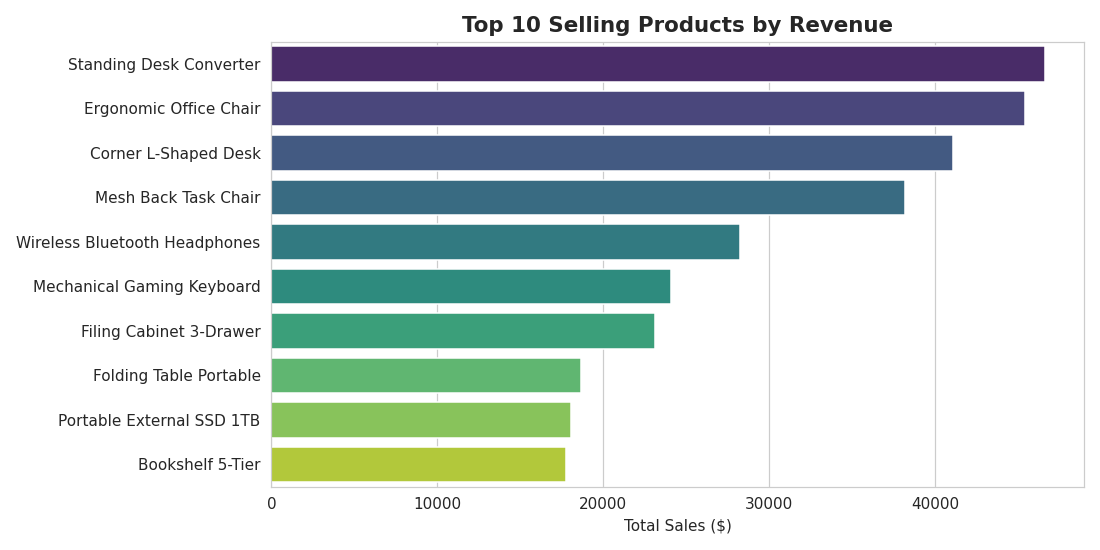 Top 10 Selling Products by Revenue
Standing Desk Converter
Ergonomic Office Chair
Corner L-Shaped Desk
Mesh Back Task Chair
Wireless Bluetooth Headphones
Mechanical Gaming Keyboard
Filing Cabinet 3-Drawer
Folding Table Portable
Portable External SSD 1TB
Bookshelf 5-Tier
0 10000 20000 30000 40000
Total Sales ($)